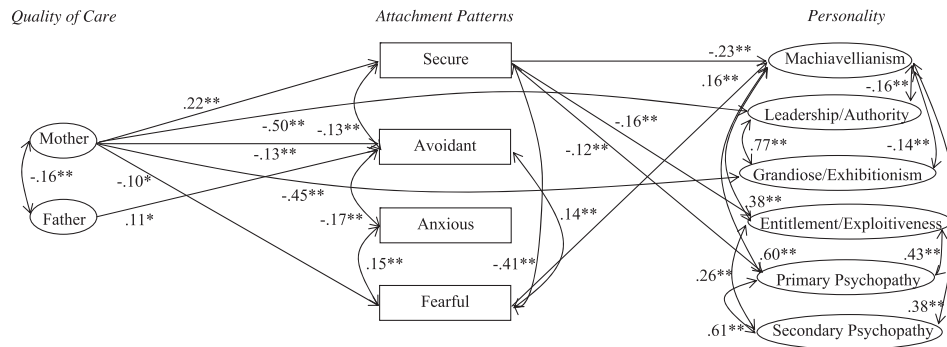 Quality of Care
Attachment Patterns
Personality
Secure
-.23**
Machiavellianism
.22**
.16**
-.16**
-.50**
-.13**
-.16**
Leadership/Authority
Mother
-.13**
Avoidant
-.12**
.77**
-.14**
-.16**
-.10*
-.45**
Grandiose/Exhibitionism
Father
.11*
-.17**
Anxious
.14**
.38**
Entitlement/Exploitiveness
.15**
-.41**
.60**
.43**
.26**
Primary Psychopathy
Fearful
.38**
.61**
Secondary Psychopathy